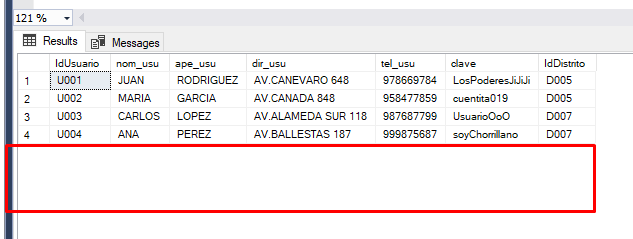 121 %
Results Messages
IdUsuario nom_usu ape_usu dir_usu tel_usu clave IdDistrito
1 U001 JUAN RODRIGUEZ AV.CANEVARO 648 978669784 LosPoderesJiJiJi D005
2 U002 MARIA GARCIA AV.CANADA 848 958477859 cuentita019 D005
3 U003 CARLOS LOPEZ AV.ALAMEDA SUR 118 987687799 UsuarioOoO D007
4 U004 ANA PEREZ AV.BALLESTAS 187 999875687 soyChorrillano D007